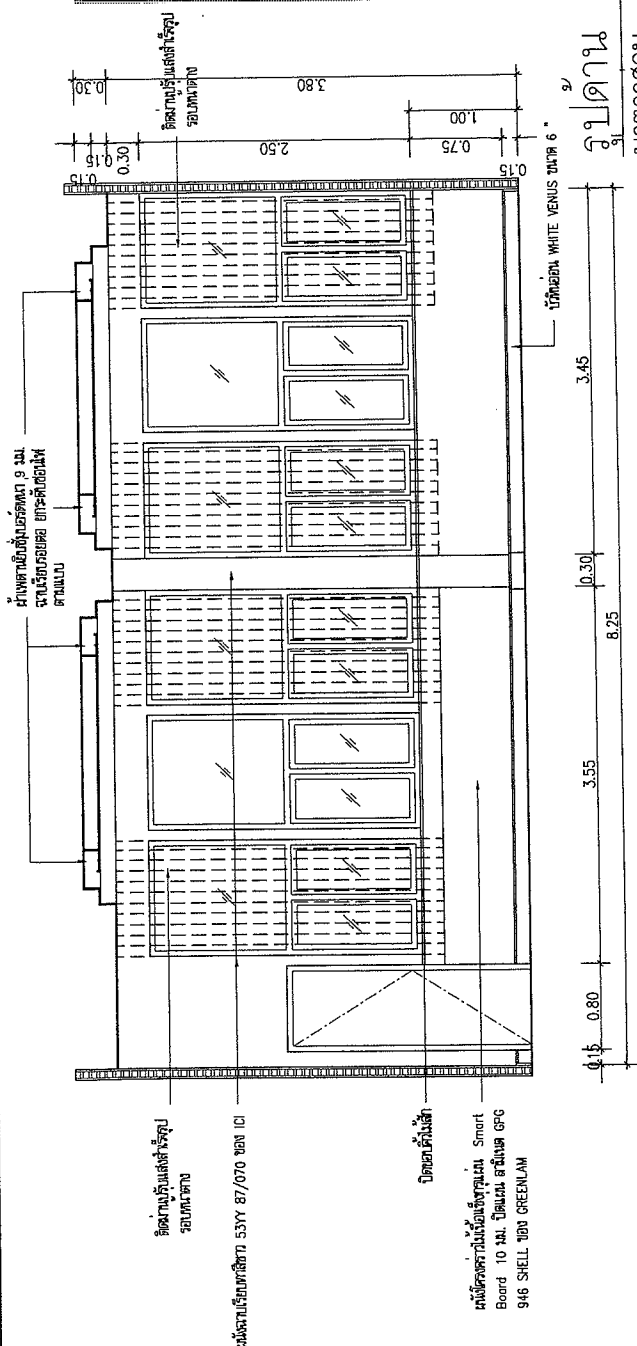 ฝ้าเพดานยิบซั่มบอร์ดหนา 9 มม.
ฉาบเรียบรอยต่อ ยกระดับซ่อนไฟ
ตามแบบ
ติดม่านปรับแสงสำเร็จรูป
รอบหน้าต่าง
ติดม่านปรับแสงสำเร็จรูป
รอบหน้าต่าง
ผนังฉาบเรียบทาสีขาว 53YY 87/070 ของ ICI
ปิดขอบคิ้วไม้สัก
ผนังโครงคร่าวไม้เนื้อแข็งกรุแผ่น Smart
Board 10 มม. ปิดแผ่น ลามิเนต GPG
946 SHELL ของ GREENLAM
บัวหินอ่อน WHITE VENUS ขนาด 6 "
0.30
0.15
0.15
0.30
2.50
3.80
1.00
0.75
0.15
0.15
0.80
3.55
0.30
3.45
8.25
รูปด้าน